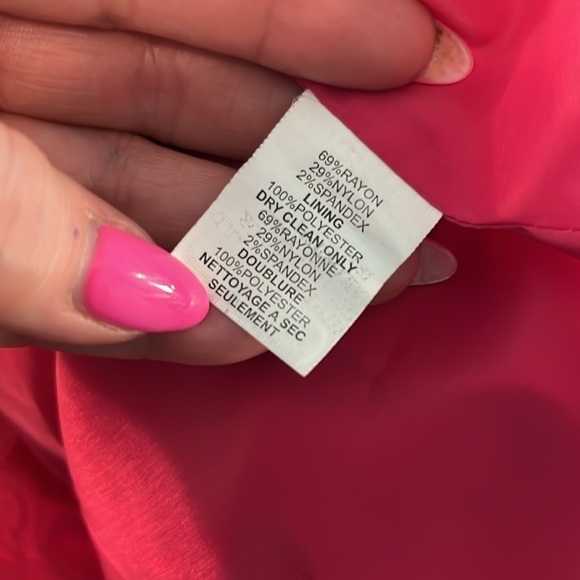 69%RAYON
29%NYLON
2%SPANDEX
LINING
100%POLYESTER
DRY CLEAN ONLY
69%RAYONNE
29%NYLON
2%SPANDEX
DOUBLURE
100%POLYESTER
NETTOYAGE A SEC
SEULEMENT